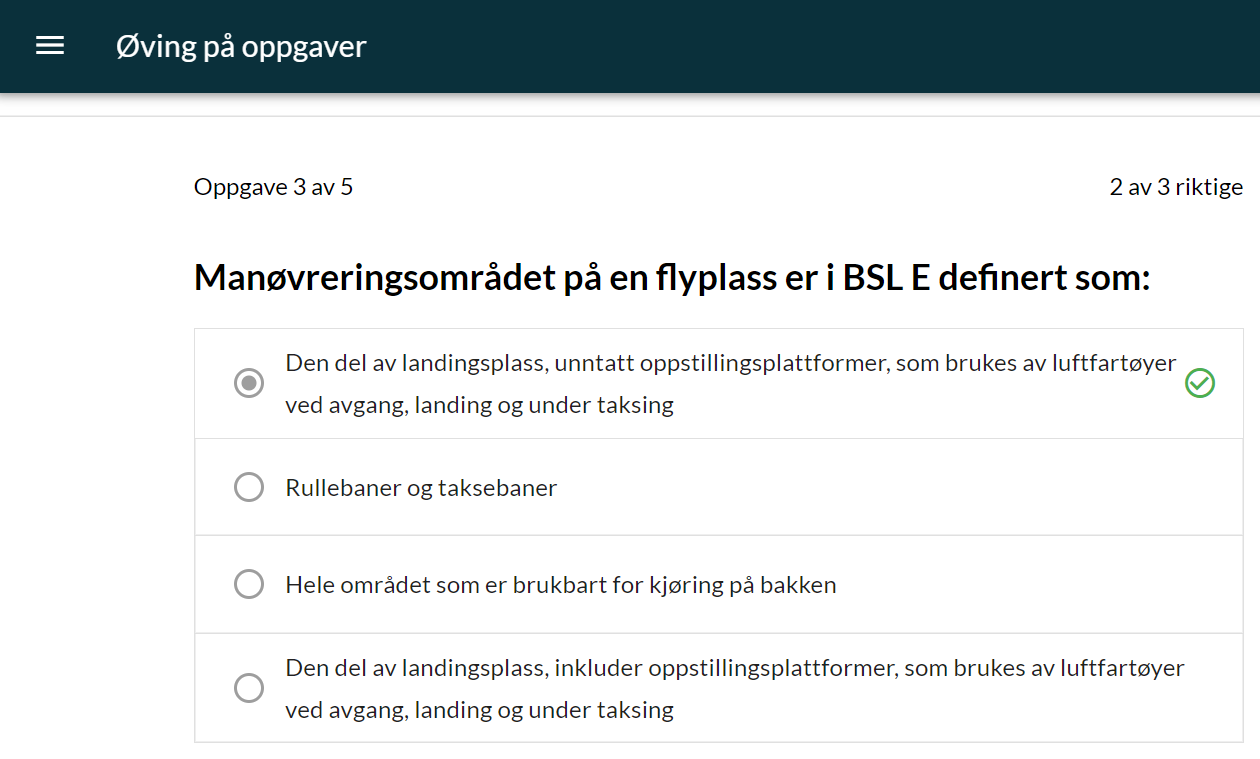 Øving på oppgaver
Oppgave 3 av 5
2 av 3 riktige
Manøvreringsområdet på en flyplass er i BSL E definert som:
Den del av landingsplass, unntatt oppstillingsplattformer, som brukes av luftfartøyer
ved avgang, landing og under taksing
Rullebaner og taksebaner
Hele området som er brukbart for kjøring på bakken
Den del av landingsplass, inkluder oppstillingsplattformer, som brukes av luftfartøyer
ved avgang, landing og under taksing